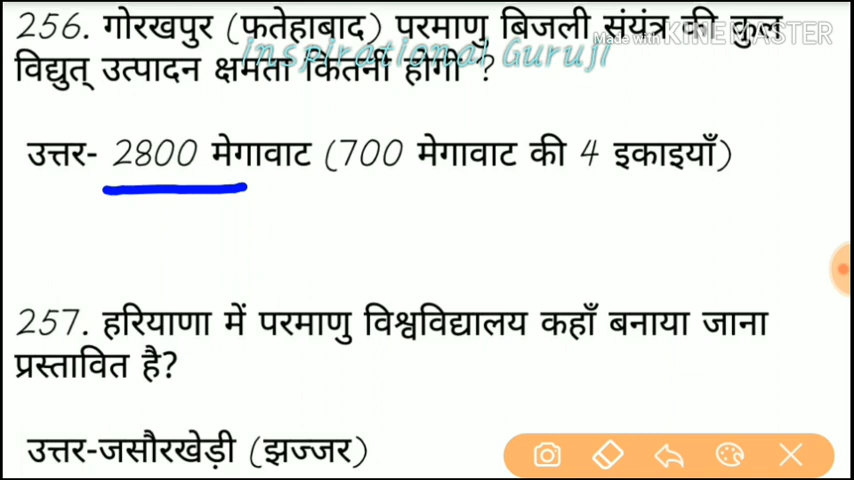 256. गोरखपुर (फतेहाबाद) परमाणु बिजली संयंत्र की कुल
Made with KINEMASTER
Inspirational Guruji
विद्युत् उत्पादन क्षमता कितनी होगी ?
उत्तर- 2800 मेगावाट (700 मेगावाट की 4 इकाइयाँ)
257. हरियाणा में परमाणु विश्वविद्यालय कहाँ बनाया जाना
प्रस्तावित है?
उत्तर-जसौरखेड़ी (झज्जर)